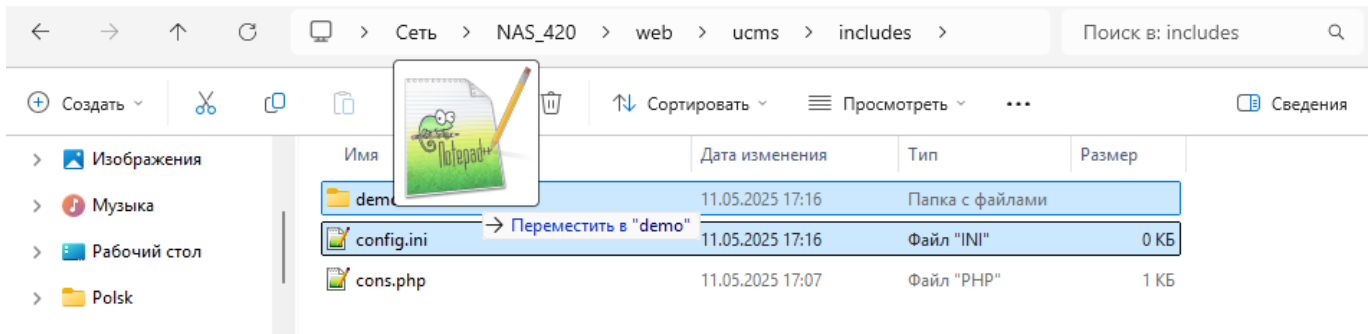 Сеть > NAS_420 > web > ucms > includes > Поиск в: includes
Создать Сортировать Просмотреть ... Сведения
Изображения
Музыка
Рабочий стол
Polsk
Имя Дата изменения Тип Размер
demo 11.05.2025 17:16 Папка с файлами
config.ini 11.05.2025 17:16 Файл "INI" 0 КБ
cons.php 11.05.2025 17:07 Файл "PHP" 1 КБ
Notepad++
→ Переместить в "demo"